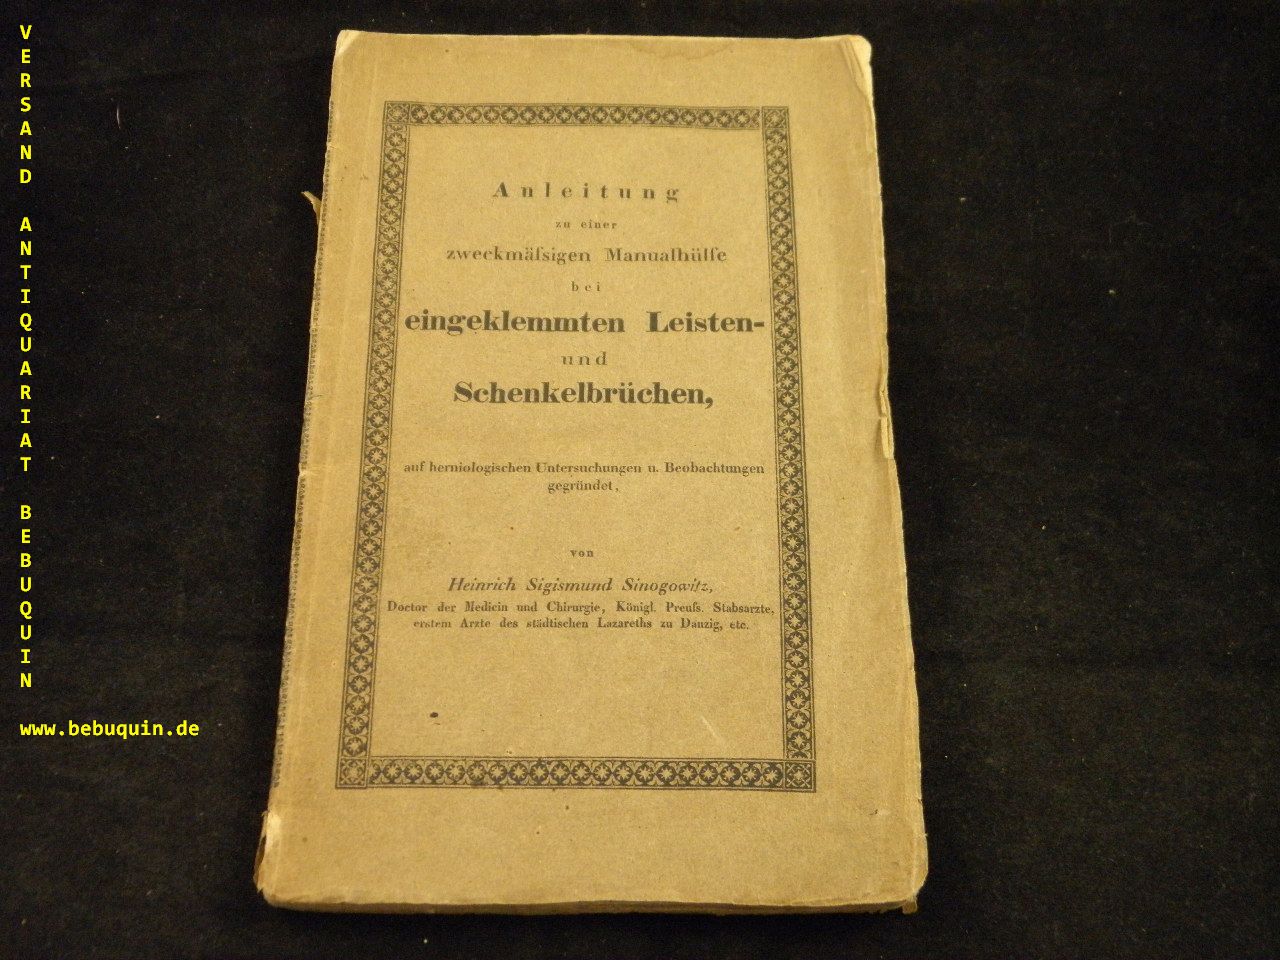 VERSAND ANTIQUARIAT BEBUQUIN
www.bebuquin.de
Anleitung
zu einer
zweckmäſsigen Manualhülfe
bei
eingeklemmten Leisten-
und
Schenkelbrüchen,
auf herniologischen Untersuchungen u. Beobachtungen
gegründet,
von
Heinrich Sigismund Sinogowitz,
Doctor der Medicin und Chirurgie, Königl. Preuſs. Stabsarzte,
erstem Arzte des städtischen Lazareths zu Danzig, etc.